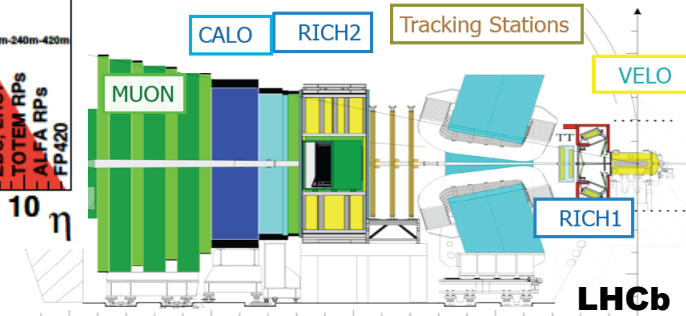 m-240m-420m
TOTEM RPs
ALFA RPs
FP420
10 η
MUON
CALO
RICH2
Tracking Stations
VELO
TT
RICH1
LHCb